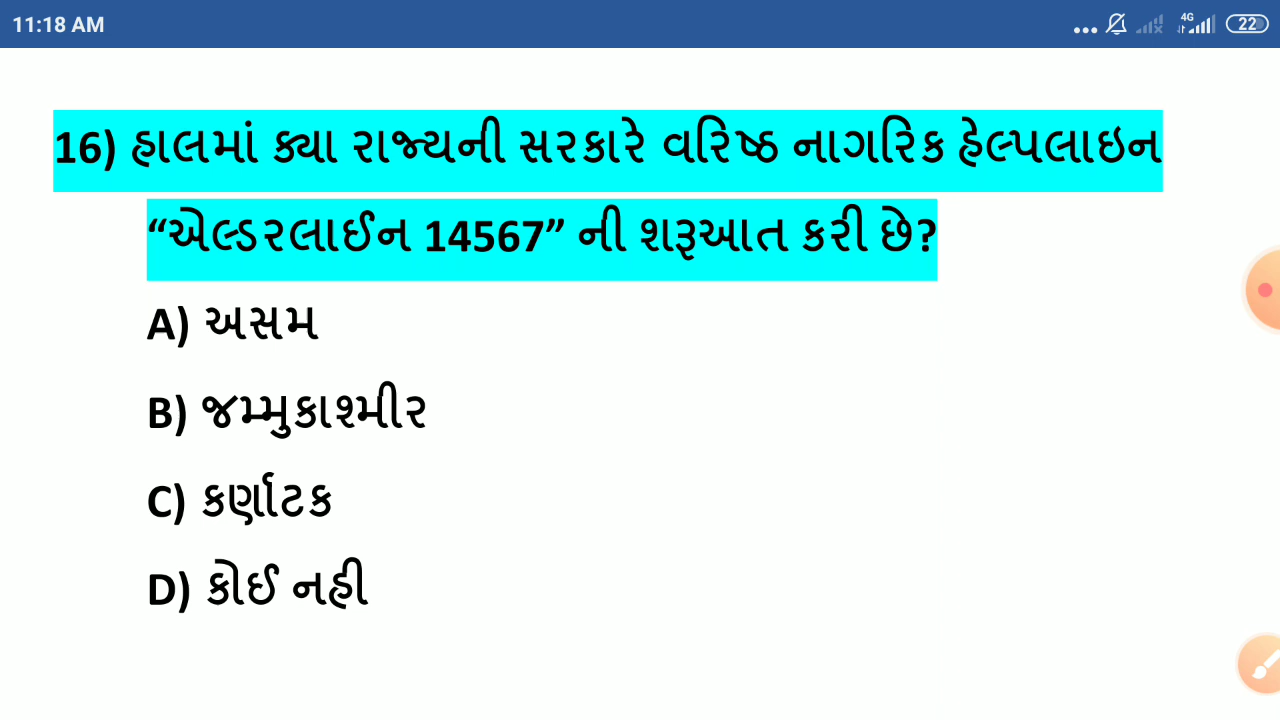 11:18 AM
4G
22
16) હાલમાં ક્યા રાજ્યની સરકારે વરિષ્ઠ નાગરિક હેલ્પલાઇન
“એલ્ડરલાઈન 14567” ની શરૂઆત કરી છે?
A) અસમ
B) જમ્મુકાશ્મીર
C) કર્ણાટક
D) કોઈ નહી